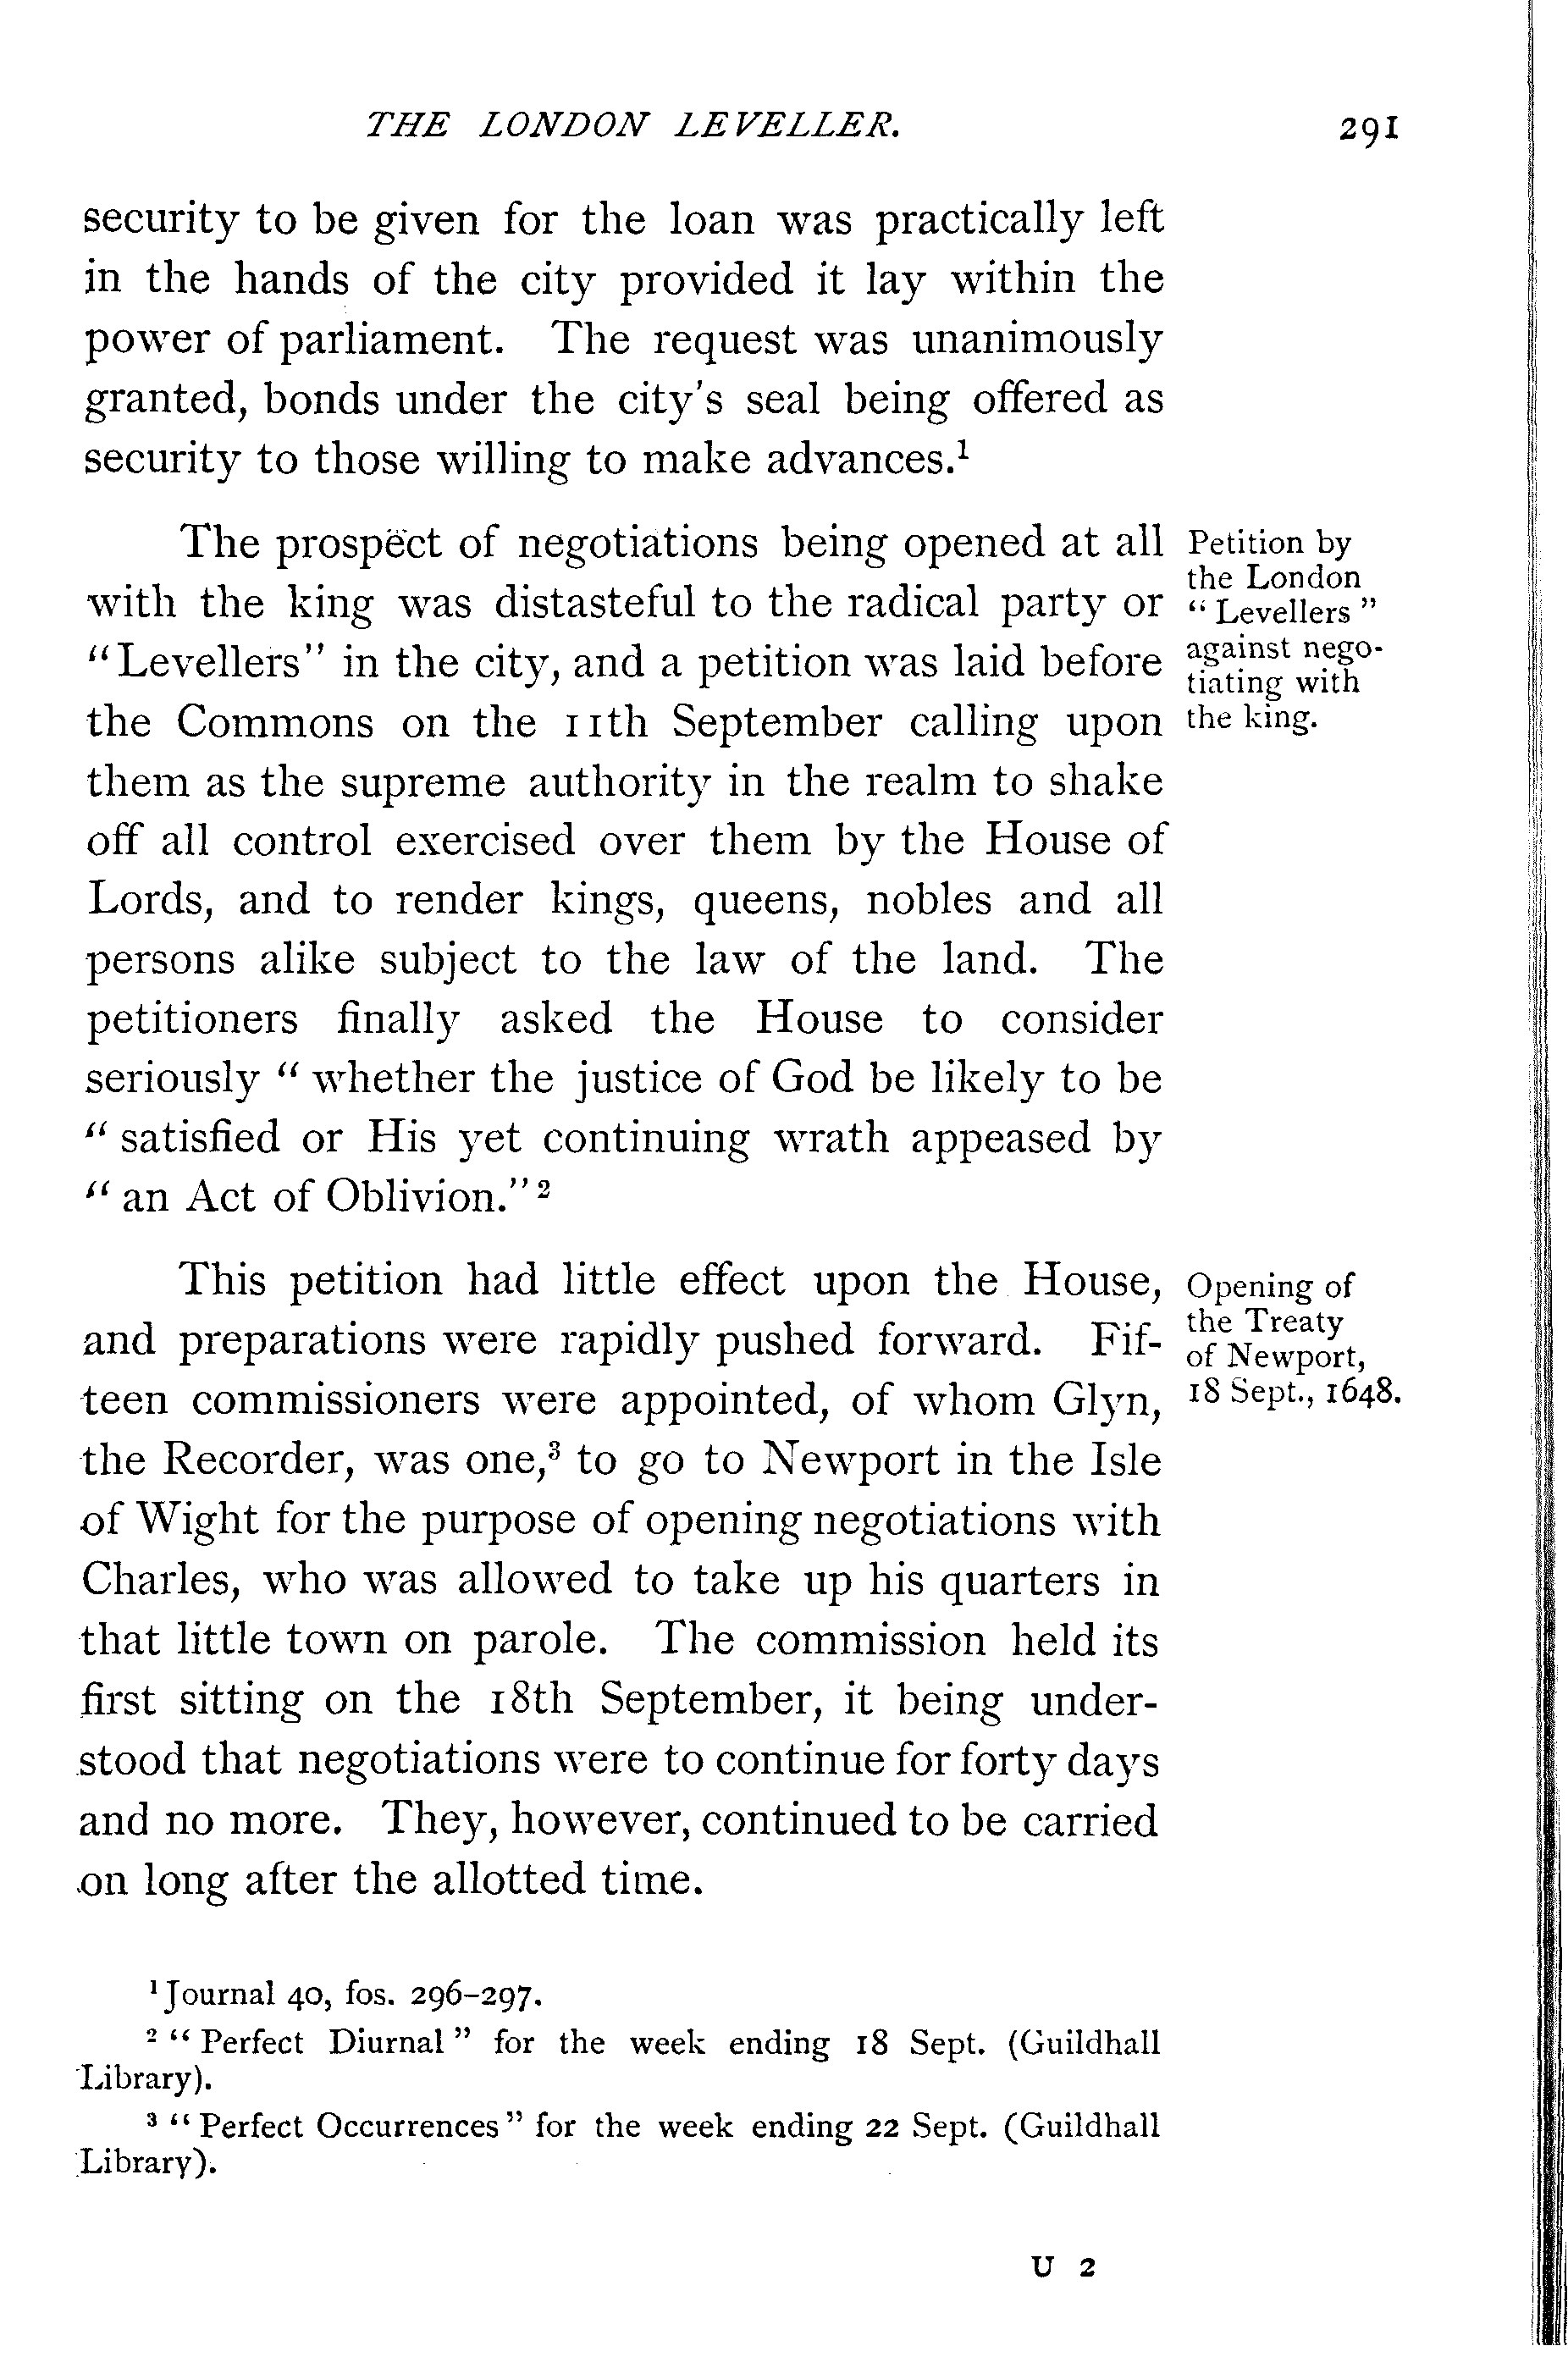 THE LONDON LEVELLER. 291
security to be given for the loan was practically left
in the hands of the city provided it lay within the
power of parliament. The request was unanimously
granted, bonds under the city's seal being offered as
security to those willing to make advances.¹
The prospect of negotiations being opened at all
with the king was distasteful to the radical party or
"Levellers" in the city, and a petition was laid before
the Commons on the 11th September calling upon
them as the supreme authority in the realm to shake
off all control exercised over them by the House of
Lords, and to render kings, queens, nobles and all
persons alike subject to the law of the land. The
petitioners finally asked the House to consider
seriously "whether the justice of God be likely to be
"satisfied or His yet continuing wrath appeased by
"an Act of Oblivion."²
Petition by
the London
"Levellers"
against nego-
tiating with
the king.
This petition had little effect upon the House,
and preparations were rapidly pushed forward. Fif-
teen commissioners were appointed, of whom Glyn,
the Recorder, was one,³ to go to Newport in the Isle
of Wight for the purpose of opening negotiations with
Charles, who was allowed to take up his quarters in
that little town on parole. The commission held its
first sitting on the 18th September, it being under-
stood that negotiations were to continue for forty days
and no more. They, however, continued to be carried
on long after the allotted time.
Opening of
the Treaty
of Newport,
18 Sept., 1648.
¹ Journal 40, fos. 296-297.
² "Perfect Diurnal" for the week ending 18 Sept. (Guildhall
Library).
³ "Perfect Occurrences" for the week ending 22 Sept. (Guildhall
Library).
U 2